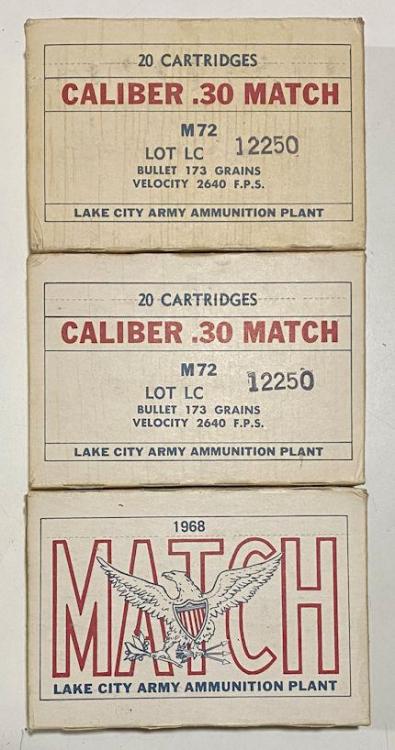 20 CARTRIDGES
CALIBER .30 MATCH
M72
LOT LC 12250
BULLET 173 GRAINS
VELOCITY 2640 F.P.S.
LAKE CITY ARMY AMMUNITION PLANT
20 CARTRIDGES
CALIBER .30 MATCH
M72
LOT LC 12250
BULLET 173 GRAINS
VELOCITY 2640 F.P.S.
LAKE CITY ARMY AMMUNITION PLANT
1968
MATCH
LAKE CITY ARMY AMMUNITION PLANT